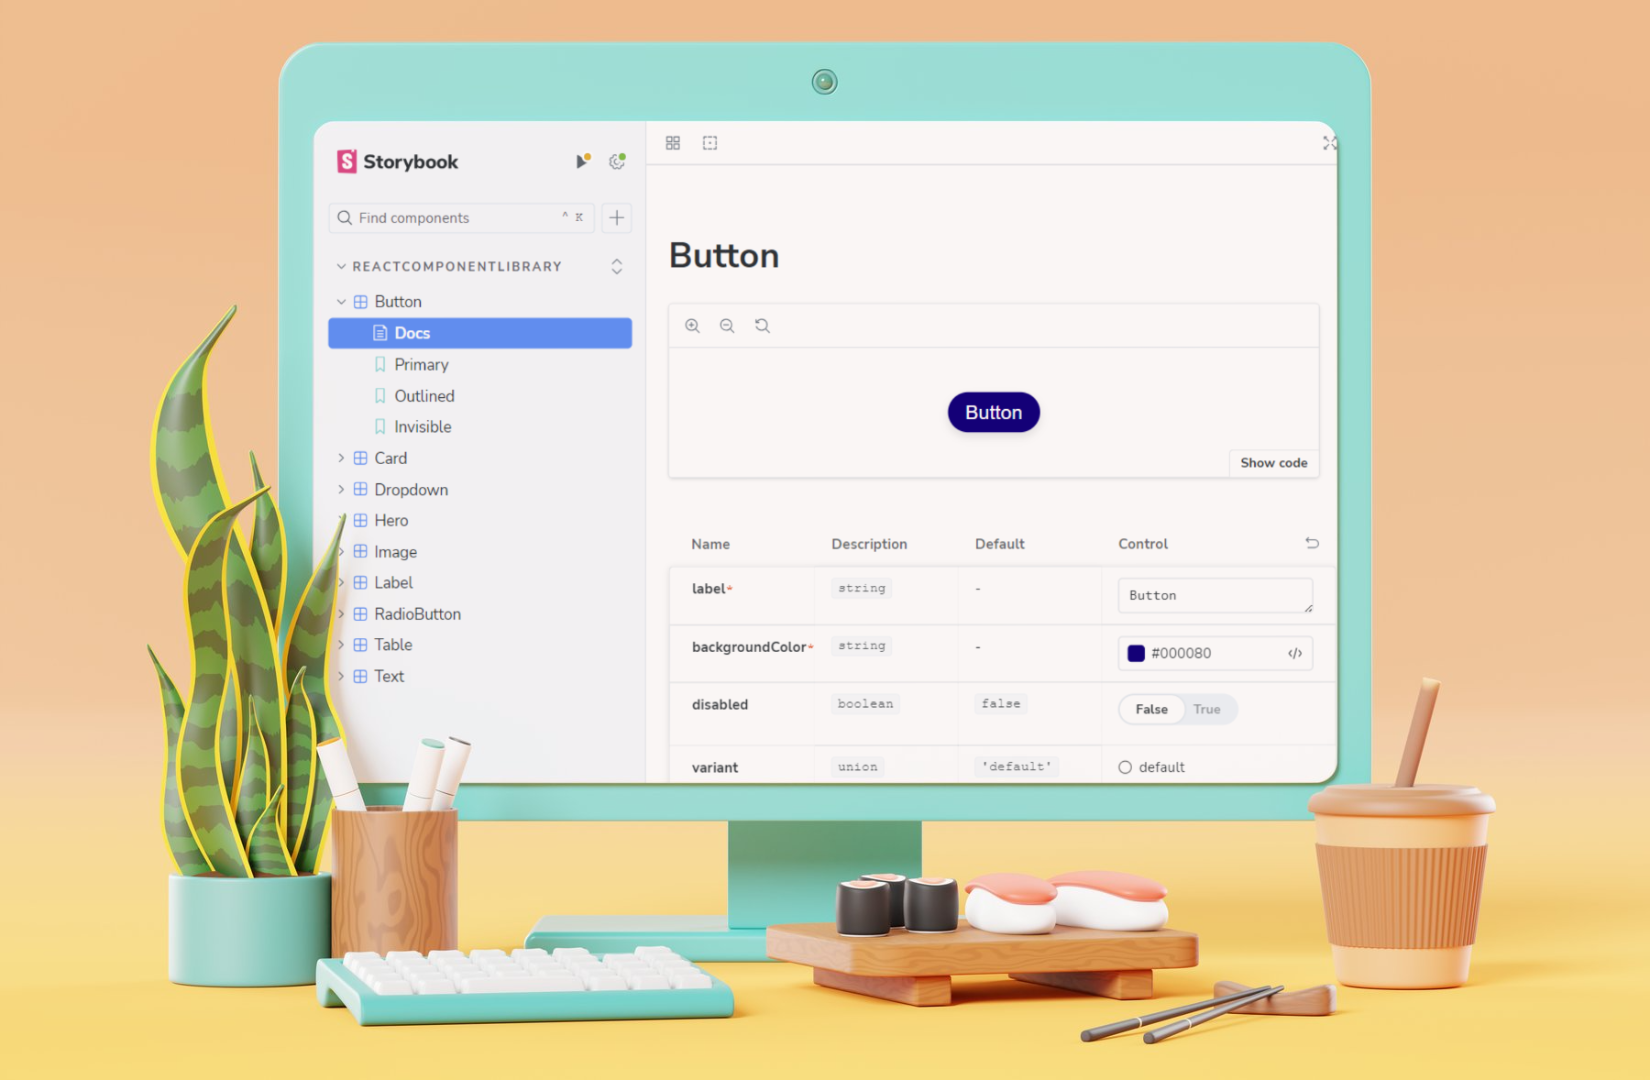 Storybook
Find components
^ K
REACTCOMPONENTLIBRARY
Button
Docs
Primary
Outlined
Invisible
Card
Dropdown
Hero
Image
Label
RadioButton
Table
Text
Button
Button
Show code
Name Description Default Control
label* string - Button
backgroundColor* string - #000080
disabled boolean false False True
variant union 'default' default